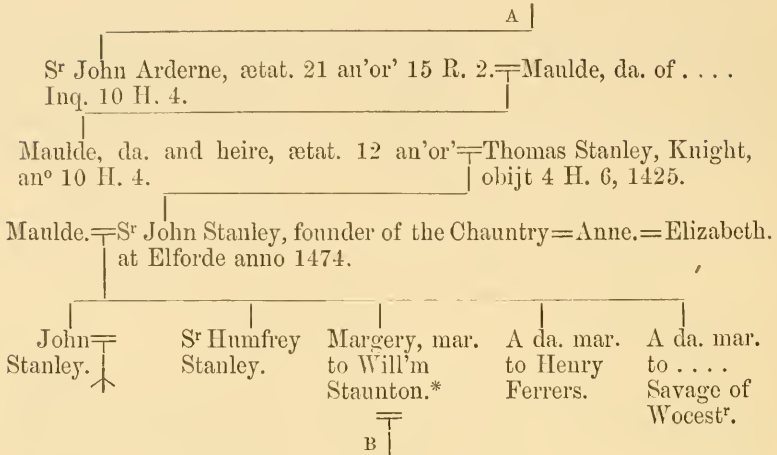 A
Sr John Arderne, ætat. 21 an'or' 15 R. 2.=Maulde, da. of . . . .
Inq. 10 H. 4.
Maulde, da. and heire, ætat. 12 an'or'=Thomas Stanley, Knight,
ano 10 H. 4. obijt 4 H. 6, 1425.
Maulde.=Sr John Stanley, founder of the Chauntry=Anne.=Elizabeth.
at Elforde anno 1474.
John= Sr Humfrey Margery, mar. A da. mar. A da. mar.
Stanley. Stanley. to Will'm to Henry to . . . .
Staunton.* Ferrers. Savage of
Wocestr.
B